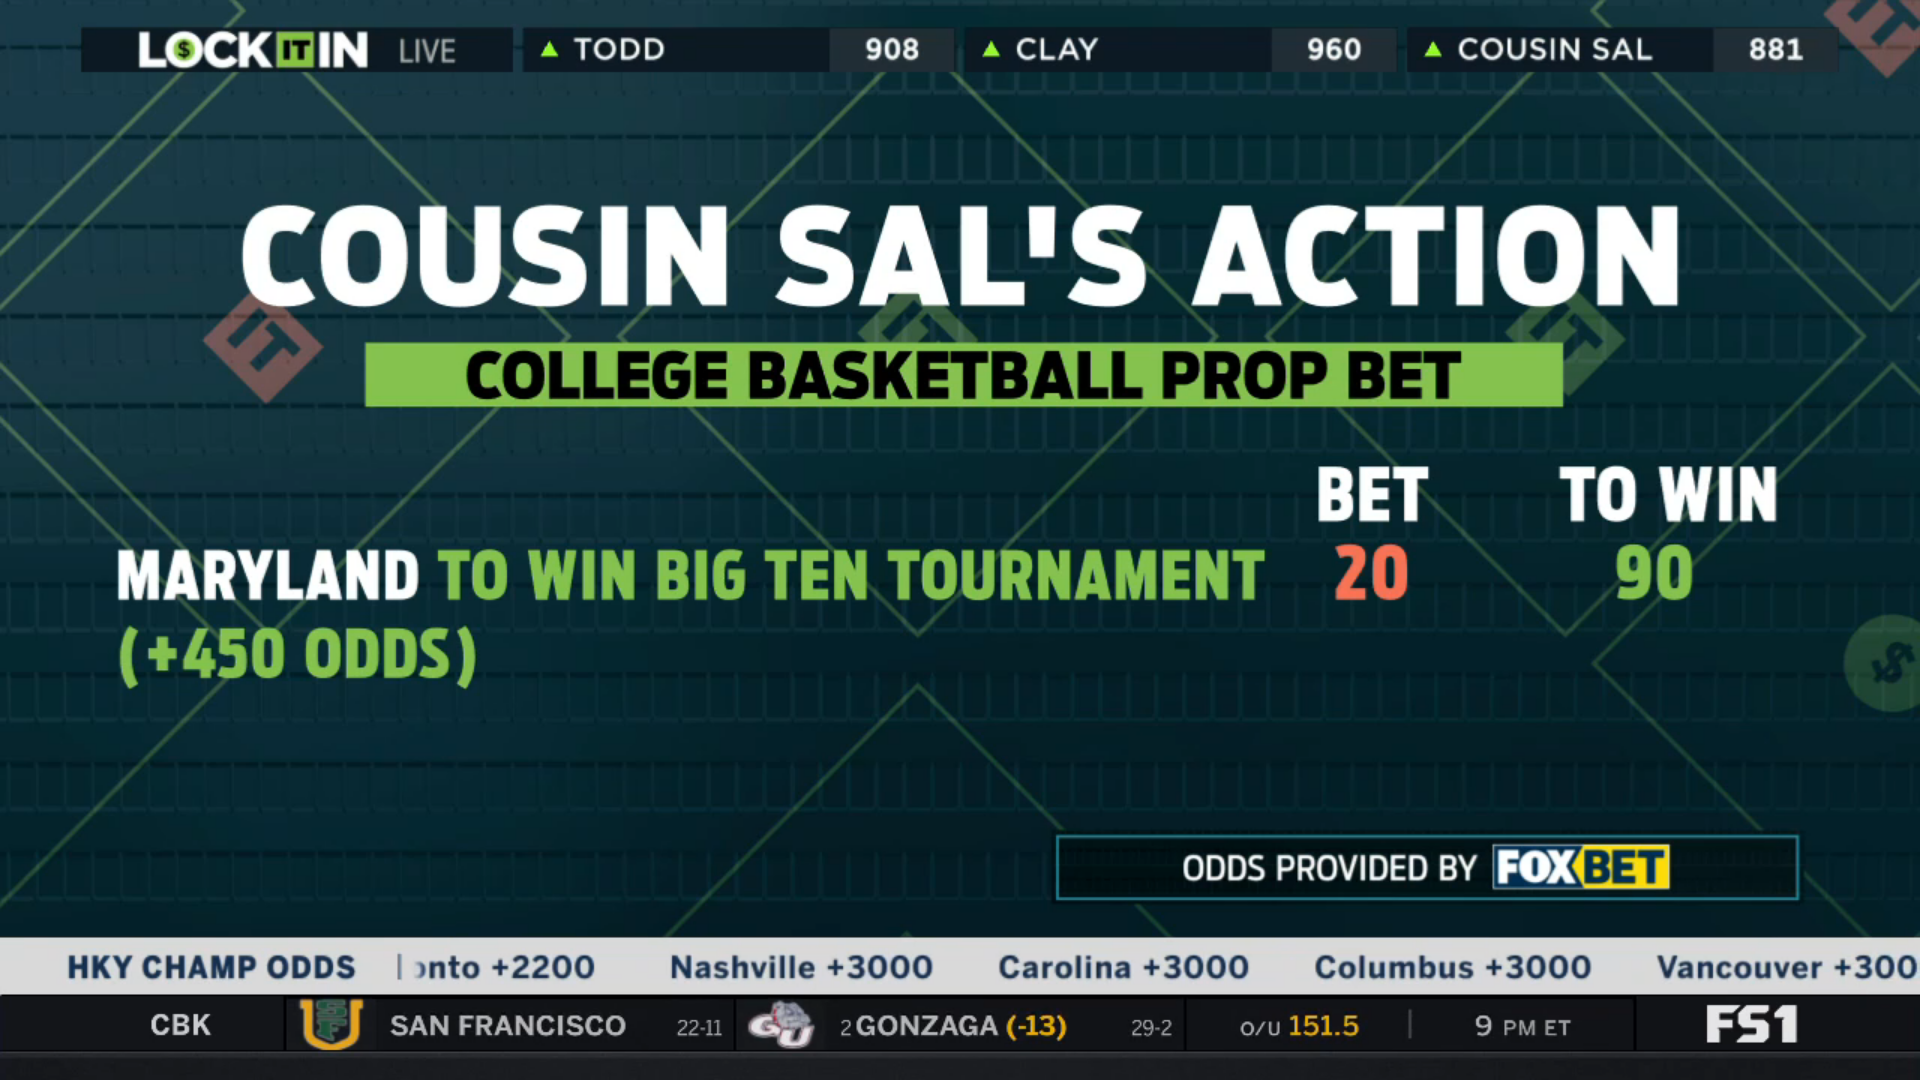 LOCK IT IN LIVE TODD 908 CLAY 960 COUSIN SAL 881
COUSIN SAL'S ACTION
COLLEGE BASKETBALL PROP BET
BET TO WIN
MARYLAND TO WIN BIG TEN TOURNAMENT 20 90
(+450 ODDS)
ODDS PROVIDED BY FOX BET
HKY CHAMP ODDS onto +2200 Nashville +3000 Carolina +3000 Columbus +3000 Vancouver +300
CBK USF SAN FRANCISCO 22-11 GU 2 GONZAGA (-13) 29-2 O/U 151.5 9 PM ET FS1